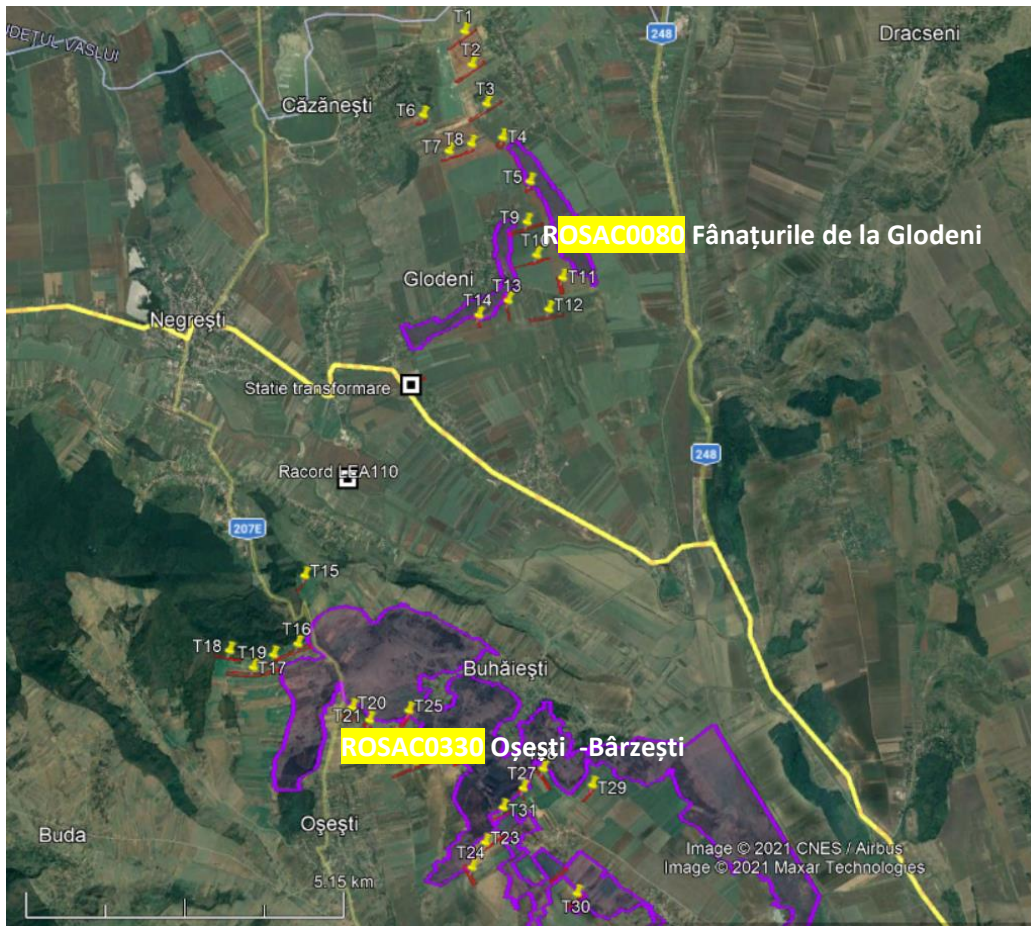 T1
248
Dracseni
JUDEȚUL VASLUI
T2
Căzănești
T3
T6
T8
T4
T7
T5
T9
ROSAC0080 Fânațurile de la Glodeni
T10
Glodeni
T11
T13
T14
T12
Negrești
Statie transformare
248
Racord LEA110
207E
T15
T16
T18
T19
T17
Buhăiești
T20
T25
T21
ROSAC0330 Oșești -Bârzești
T27
T29
T31
Oșești
Buda
T23
T24
Image © 2021 CNES / Airbus
Image © 2021 Maxar Technologies
5.15 km
T30